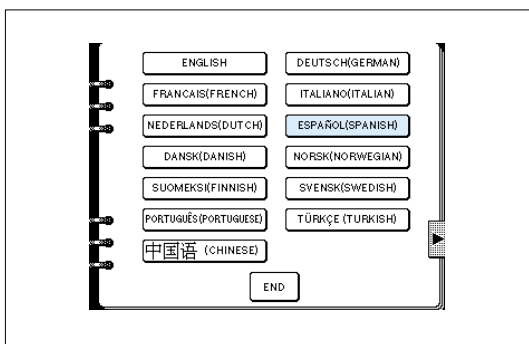 ENGLISH
DEUTSCH(GERMAN)
FRANCAIS(FRENCH)
ITALIANO(ITALIAN)
NEDERLANDS(DUTCH)
ESPAÑOL(SPANISH)
DANSK(DANISH)
NORSK(NORWEGIAN)
SUOMEKSI(FINNISH)
SVENSK(SWEDISH)
PORTUGUÊS(PORTUGUESE)
TÜRKÇE (TURKISH)
中国语 (CHINESE)
END